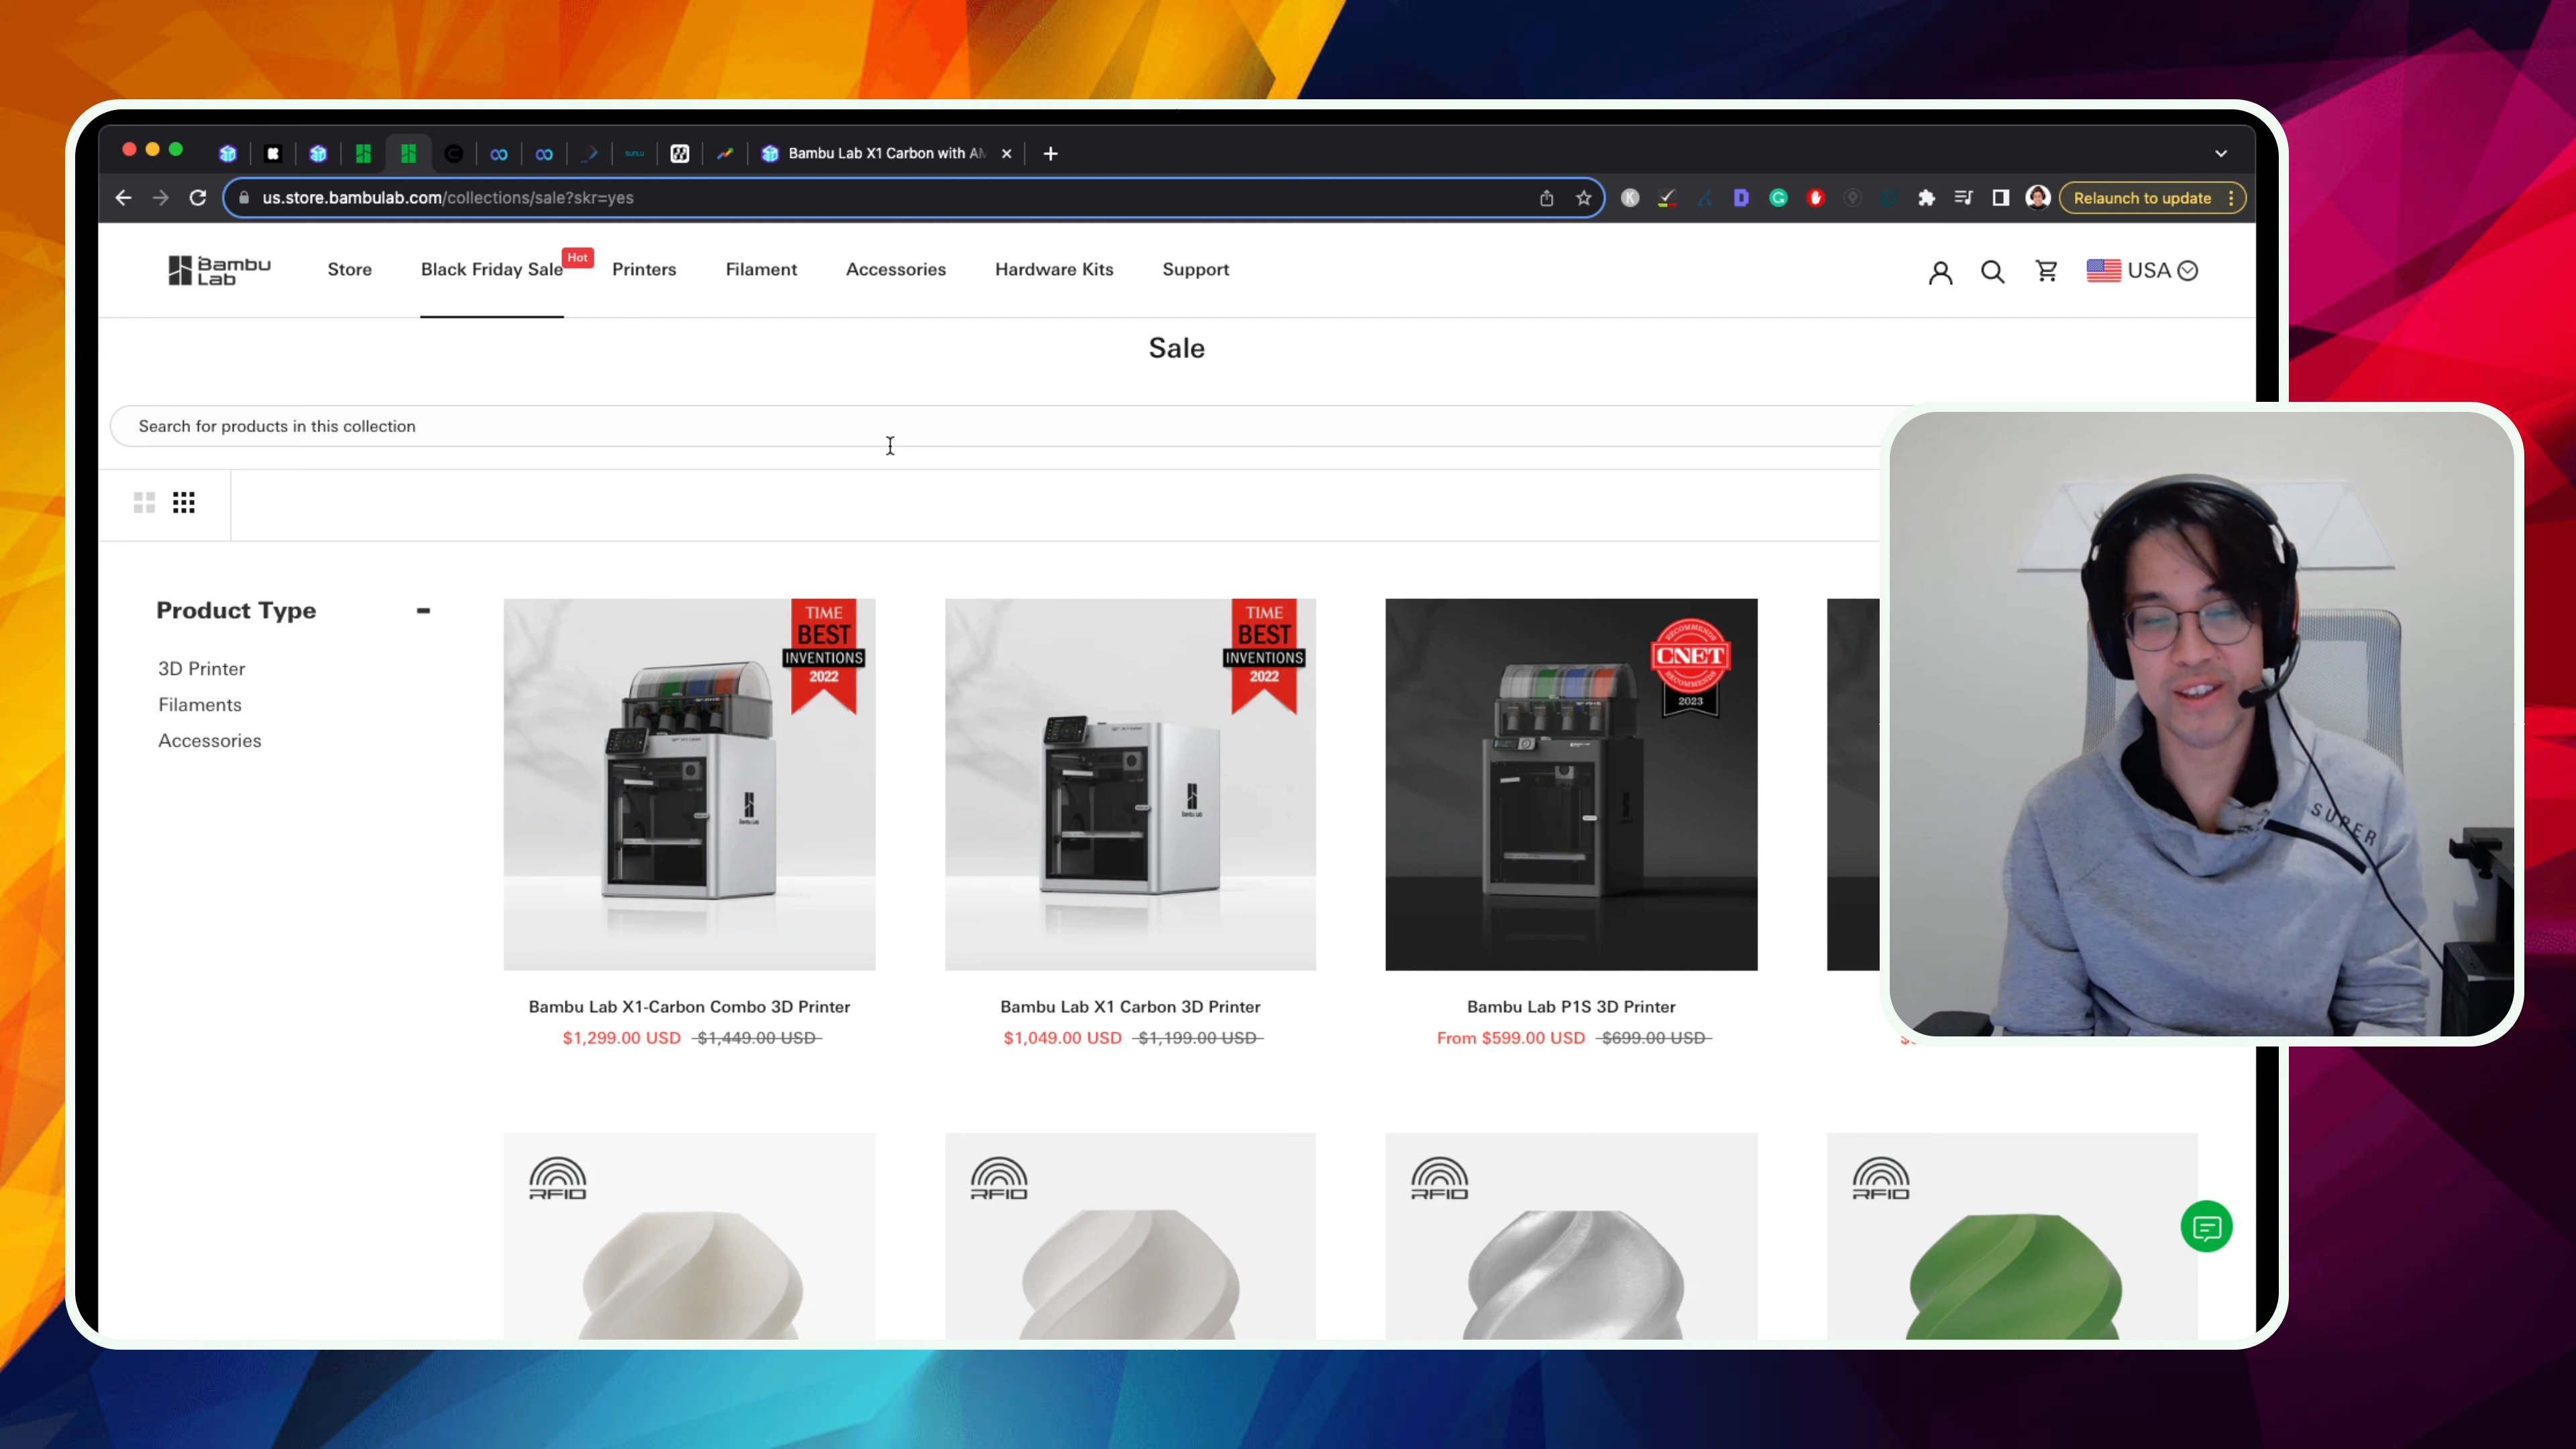 Bambu Lab X1 Carbon with AM
us.store.bambulab.com/collections/sale?skr=yes
Relaunch to update
Bambu
Lab
Store
Black Friday Sale
Hot
Printers
Filament
Accessories
Hardware Kits
Support
USA
Sale
Search for products in this collection
Product Type
3D Printer
Filaments
Accessories
TIME
BEST
INVENTIONS
2022
TIME
BEST
INVENTIONS
2022
RECOMMENDS
CNET
RECOMMENDS
2023
SUPER
Bambu Lab X1-Carbon Combo 3D Printer
$1,299.00 USD $1,449.00 USD
Bambu Lab X1 Carbon 3D Printer
$1,049.00 USD $1,199.00 USD
Bambu Lab P1S 3D Printer
From $599.00 USD $699.00 USD
RFID
RFID
RFID
RFID